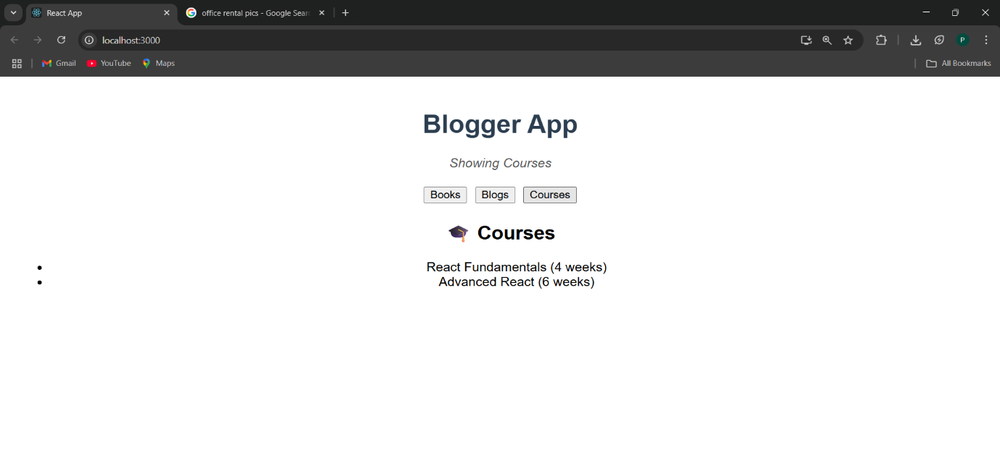 React App
office rental pics - Google Sear
localhost:3000
P
Gmail
YouTube
Maps
All Bookmarks
Blogger App
Showing Courses
Books Blogs Courses
🎓 Courses
• React Fundamentals (4 weeks)
• Advanced React (6 weeks)